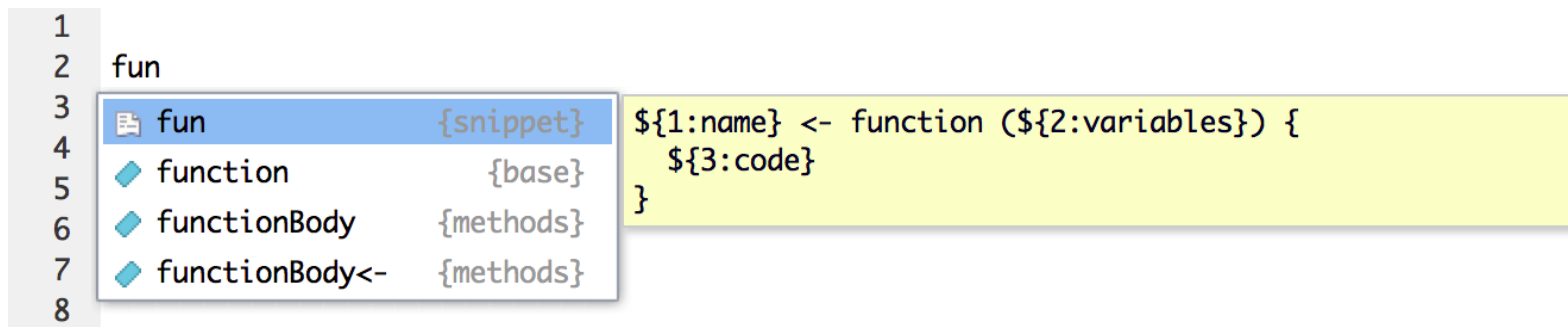 1
2 fun
3
4
5
6
7
8
fun {snippet}
function {base}
functionBody {methods}
functionBody<- {methods}
${1:name} <- function (${2:variables}) {
  ${3:code}
}